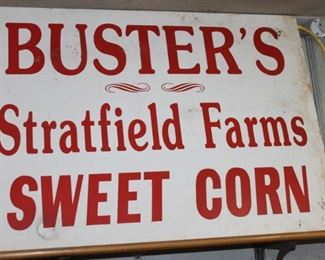 BUSTER'S
Stratfield Farms
SWEET CORN